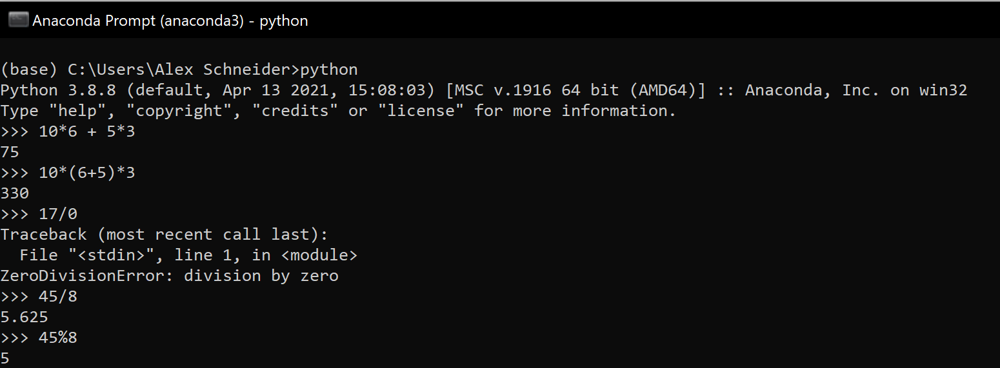 Anaconda Prompt (anaconda3) - python
(base) C:\Users\Alex Schneider>python
Python 3.8.8 (default, Apr 13 2021, 15:08:03) [MSC v.1916 64 bit (AMD64)] :: Anaconda, Inc. on win32
Type "help", "copyright", "credits" or "license" for more information.
>>> 10*6 + 5*3
75
>>> 10*(6+5)*3
330
>>> 17/0
Traceback (most recent call last):
  File "<stdin>", line 1, in <module>
ZeroDivisionError: division by zero
>>> 45/8
5.625
>>> 45%8
5